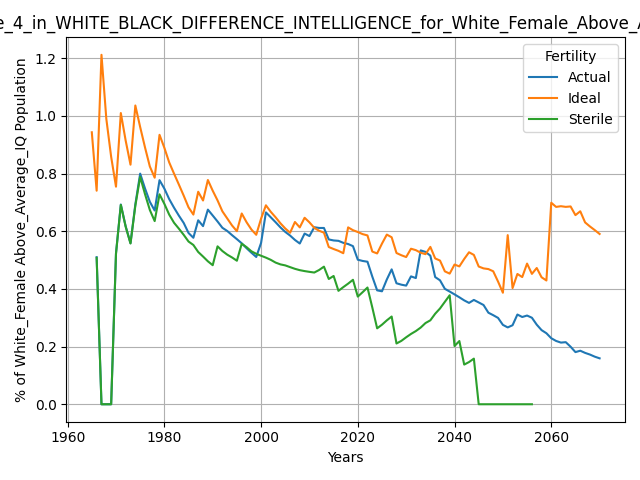 e_4_in_WHITE_BLACK_DIFFERENCE_INTELLIGENCE_for_White_Female_Above_A
% of White_Female Above_Average_IQ Population
1.2
1.0
0.8
0.6
0.4
0.2
0.0
Fertility
Actual
Ideal
Sterile
1960
1980
2000
2020
2040
2060
Years